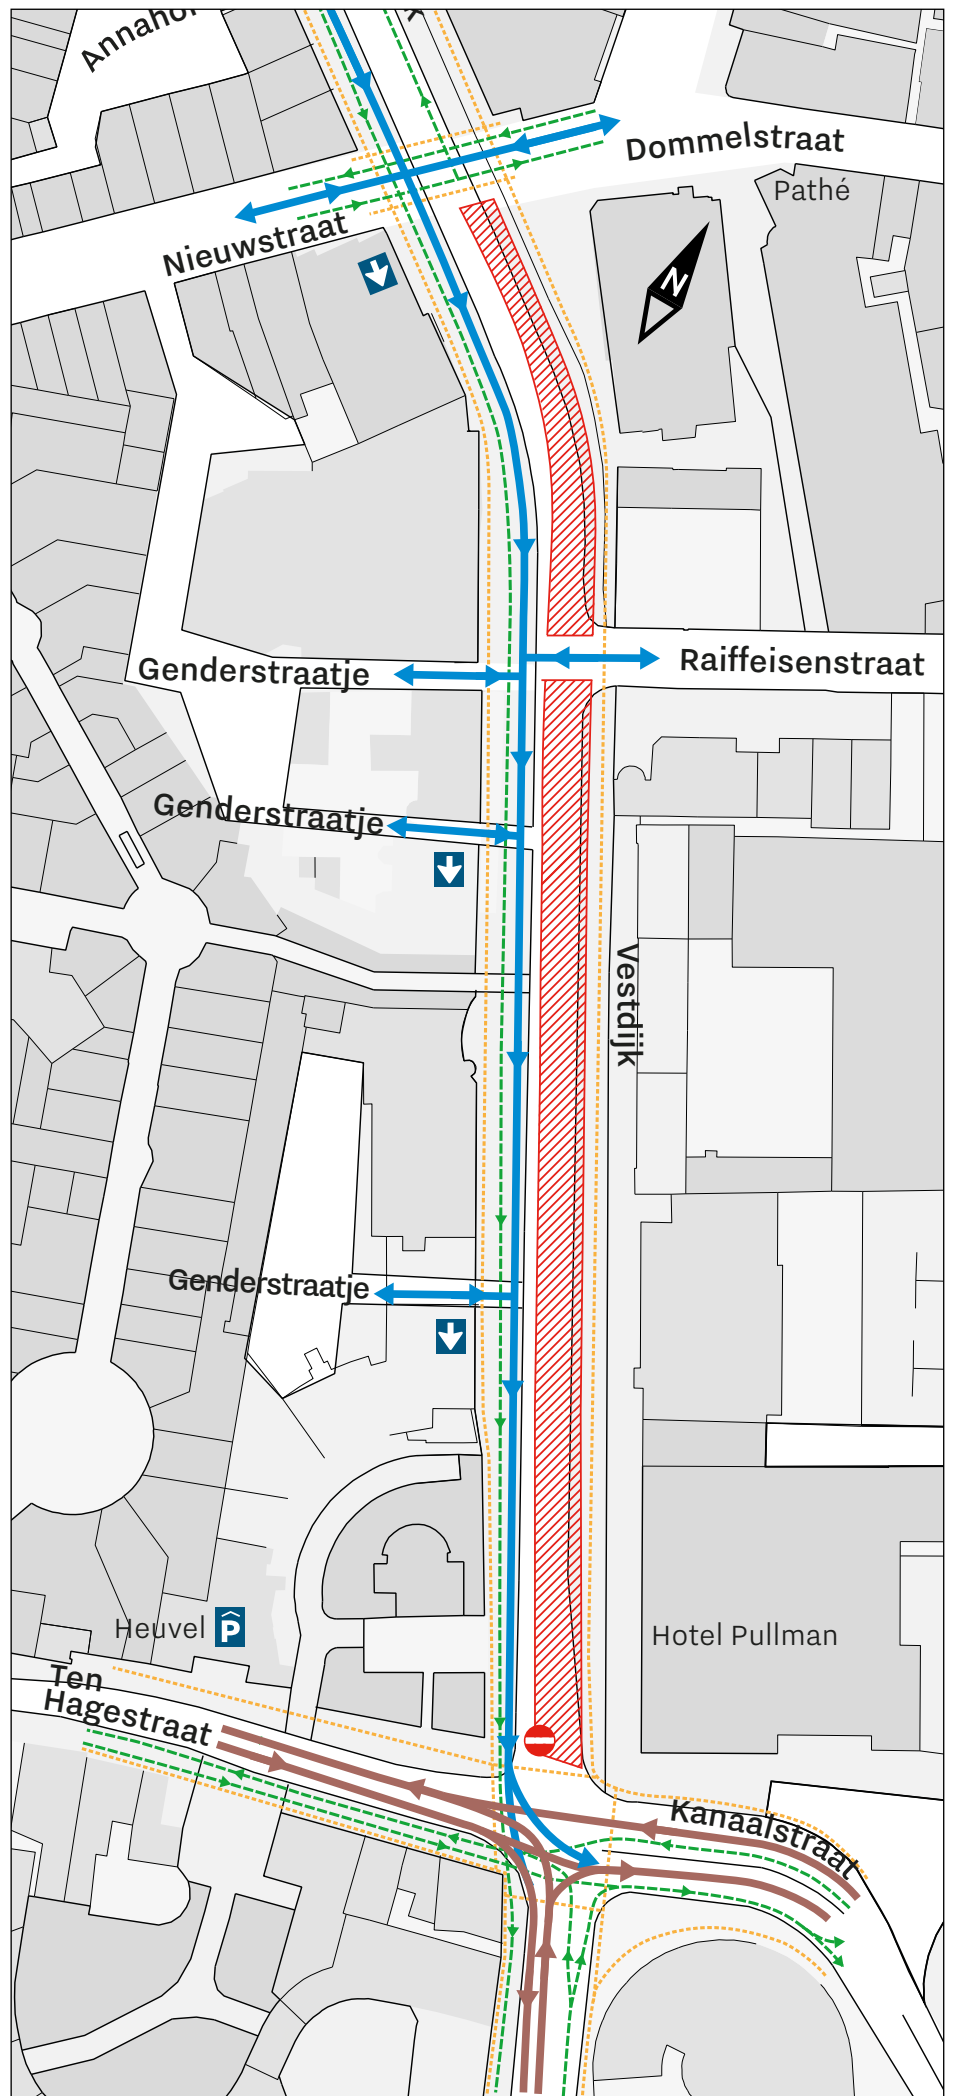 Dommelstraat
Pathé
Nieuwstraat
N
Raiffeisenstraat
Genderstraatje
Genderstraatje
Vestdijk
Genderstraatje
Heuvel P
Hotel Pullman
Ten
Hagestraat
Kanaalstraat